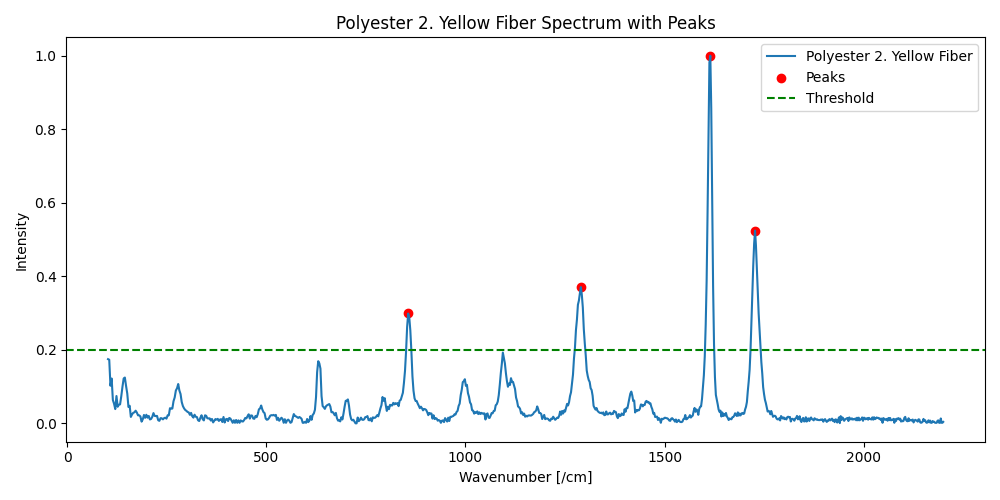 Polyester 2. Yellow Fiber Spectrum with Peaks
Polyester 2. Yellow Fiber
Peaks
Threshold
Intensity
1.0
0.8
0.6
0.4
0.2
0.0
0
500
1000
1500
2000
Wavenumber [/cm]